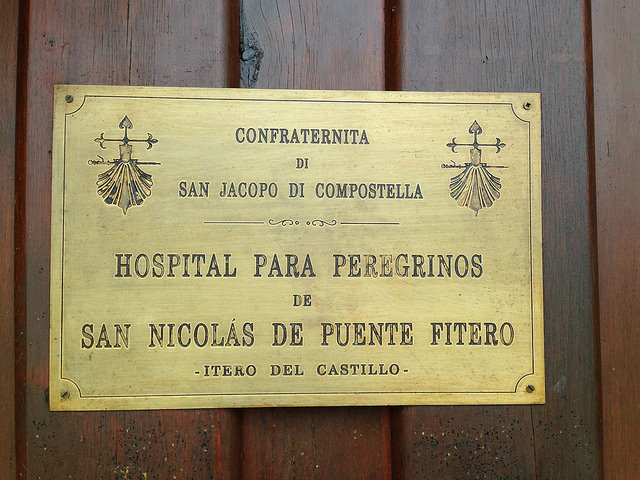 CONFRATERNITA
DI
SAN JACOPO DI COMPOSTELLA
HOSPITAL PARA PEREGRINOS
DE
SAN NICOLÁS DE PUENTE FITERO
- ITERO DEL CASTILLO -